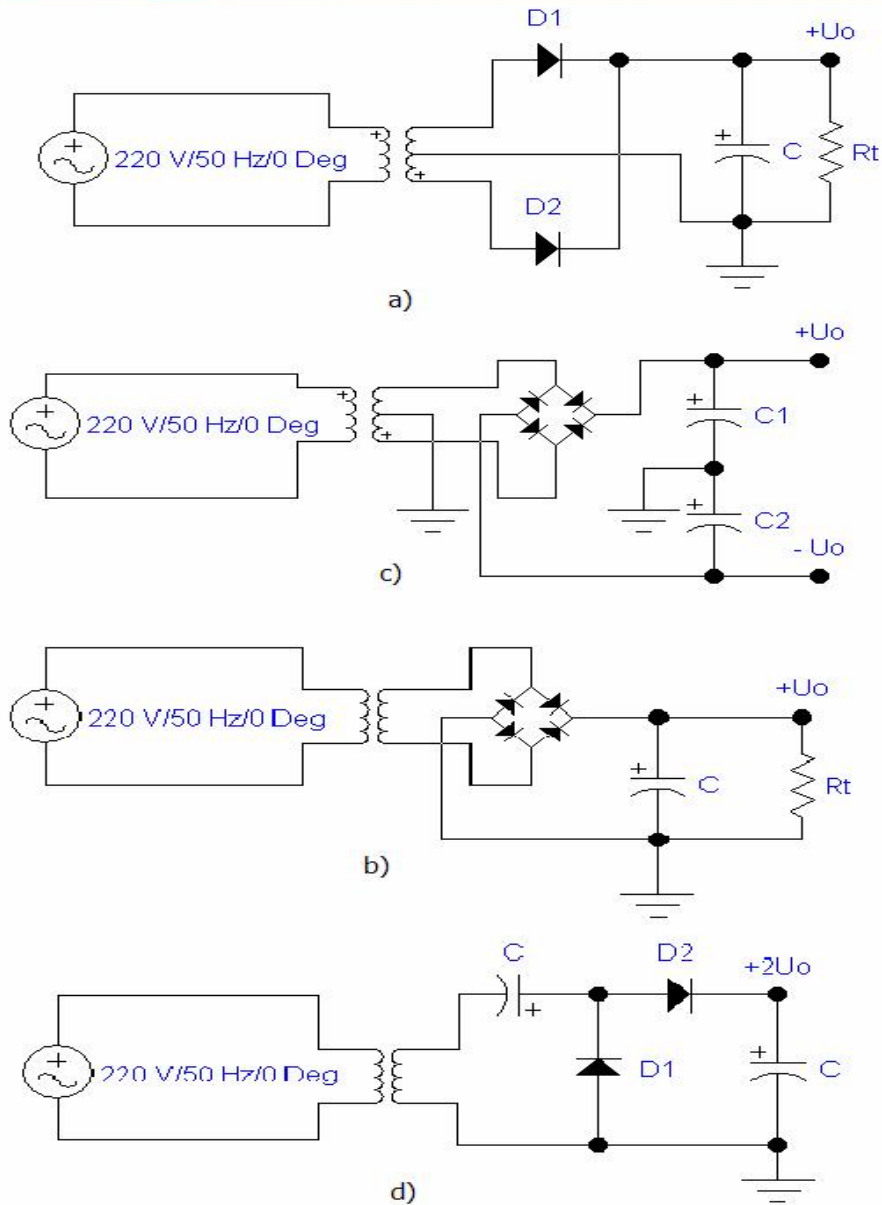 D1
+Uo
220 V/50 Hz/0 Deg
+
C
Rt
D2
a)
+Uo
220 V/50 Hz/0 Deg
+
C1
+
C2
- Uo
c)
+Uo
220 V/50 Hz/0 Deg
+
C
Rt
b)
C
D2
+2Uo
+
220 V/50 Hz/0 Deg
D1
+
C
d)